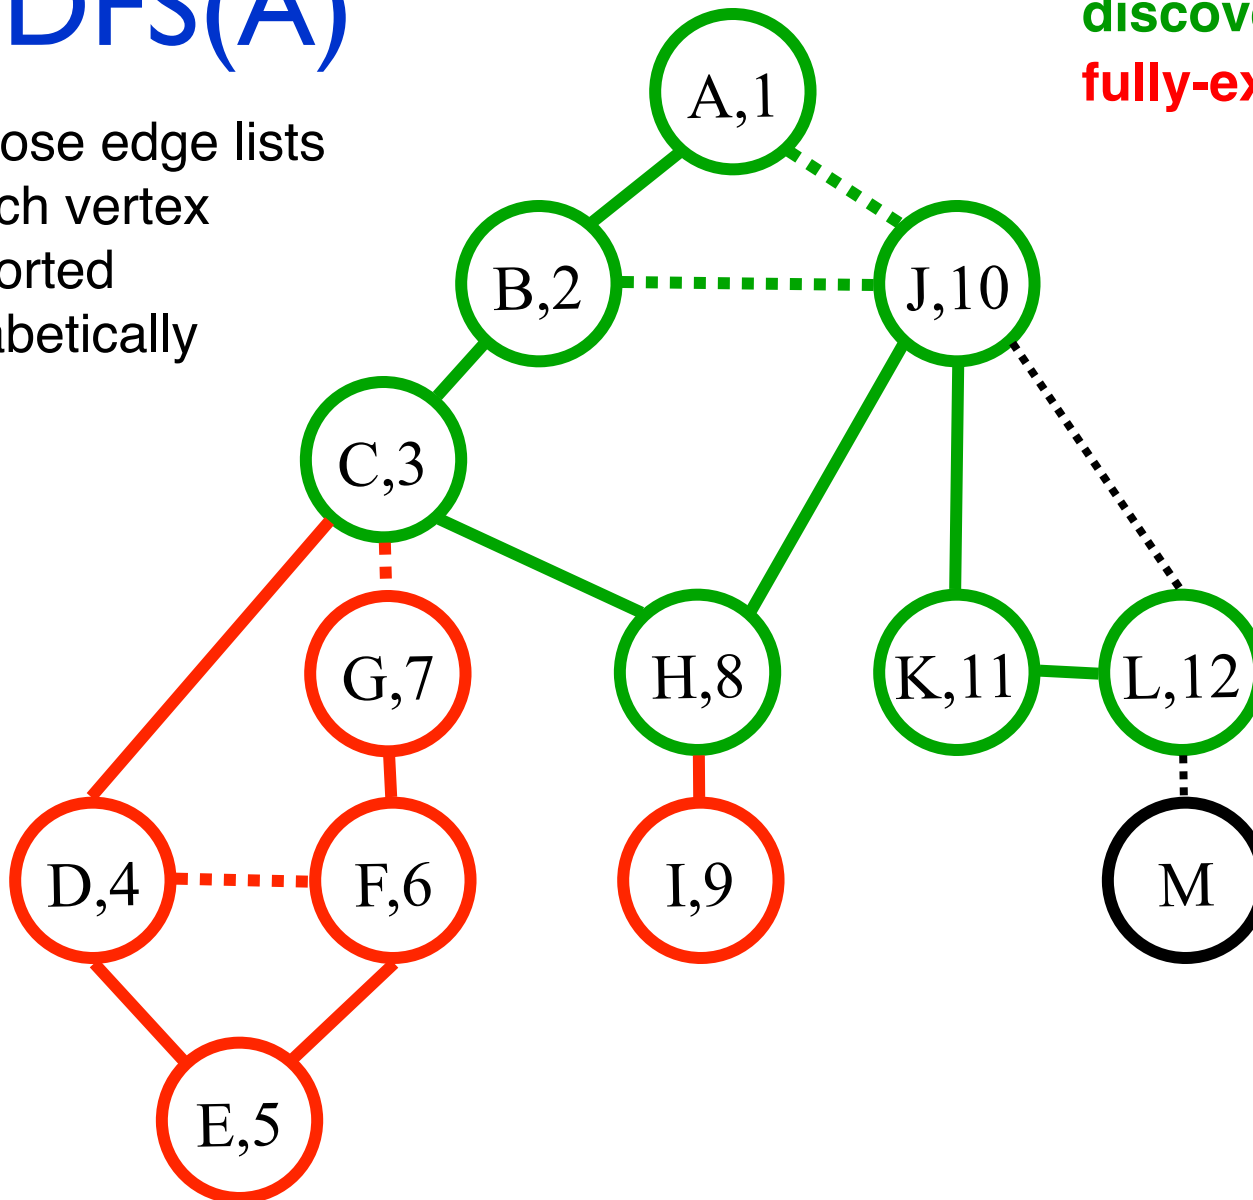 DFS(A)
discove
fully-ex
ose edge lists
ch vertex
orted
abetically
A,1
B,2
J,10
C,3
G,7
H,8
K,11
L,12
D,4
F,6
I,9
M
E,5